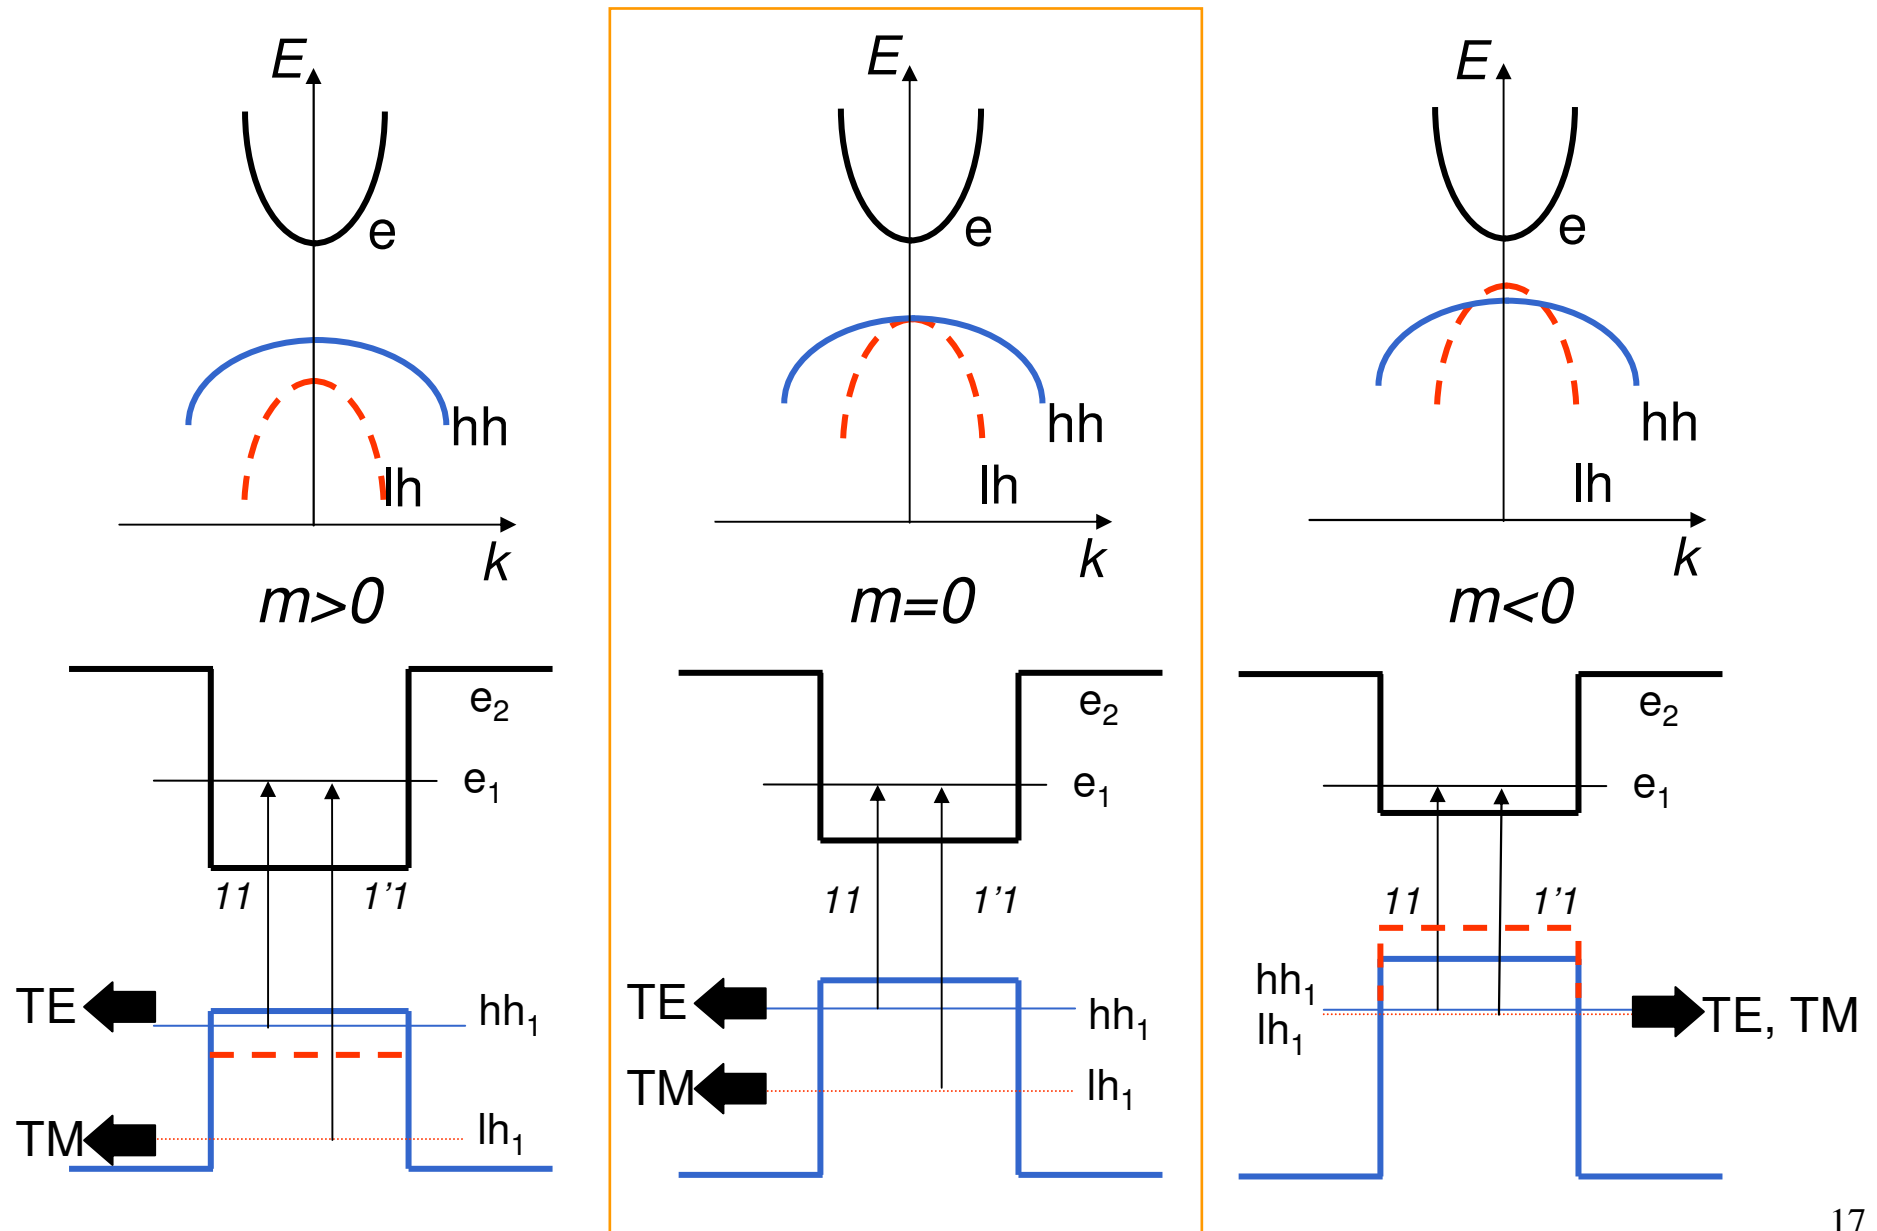 E
e
hh
lh
k
m>0
e₂
e₁
11
1'1
TE
hh₁
TM
lh₁
E
e
hh
lh
k
m=0
e₂
e₁
11
1'1
TE
hh₁
TM
lh₁
E
e
hh
lh
k
m<0
e₂
e₁
11
1'1
hh₁
lh₁
TE, TM
17